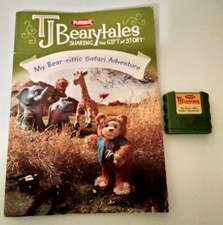 PLAYSKOOL
TJ Bearytales
SHARING THE GIFT OF STORY
My Bear-riffic Safari Adventure